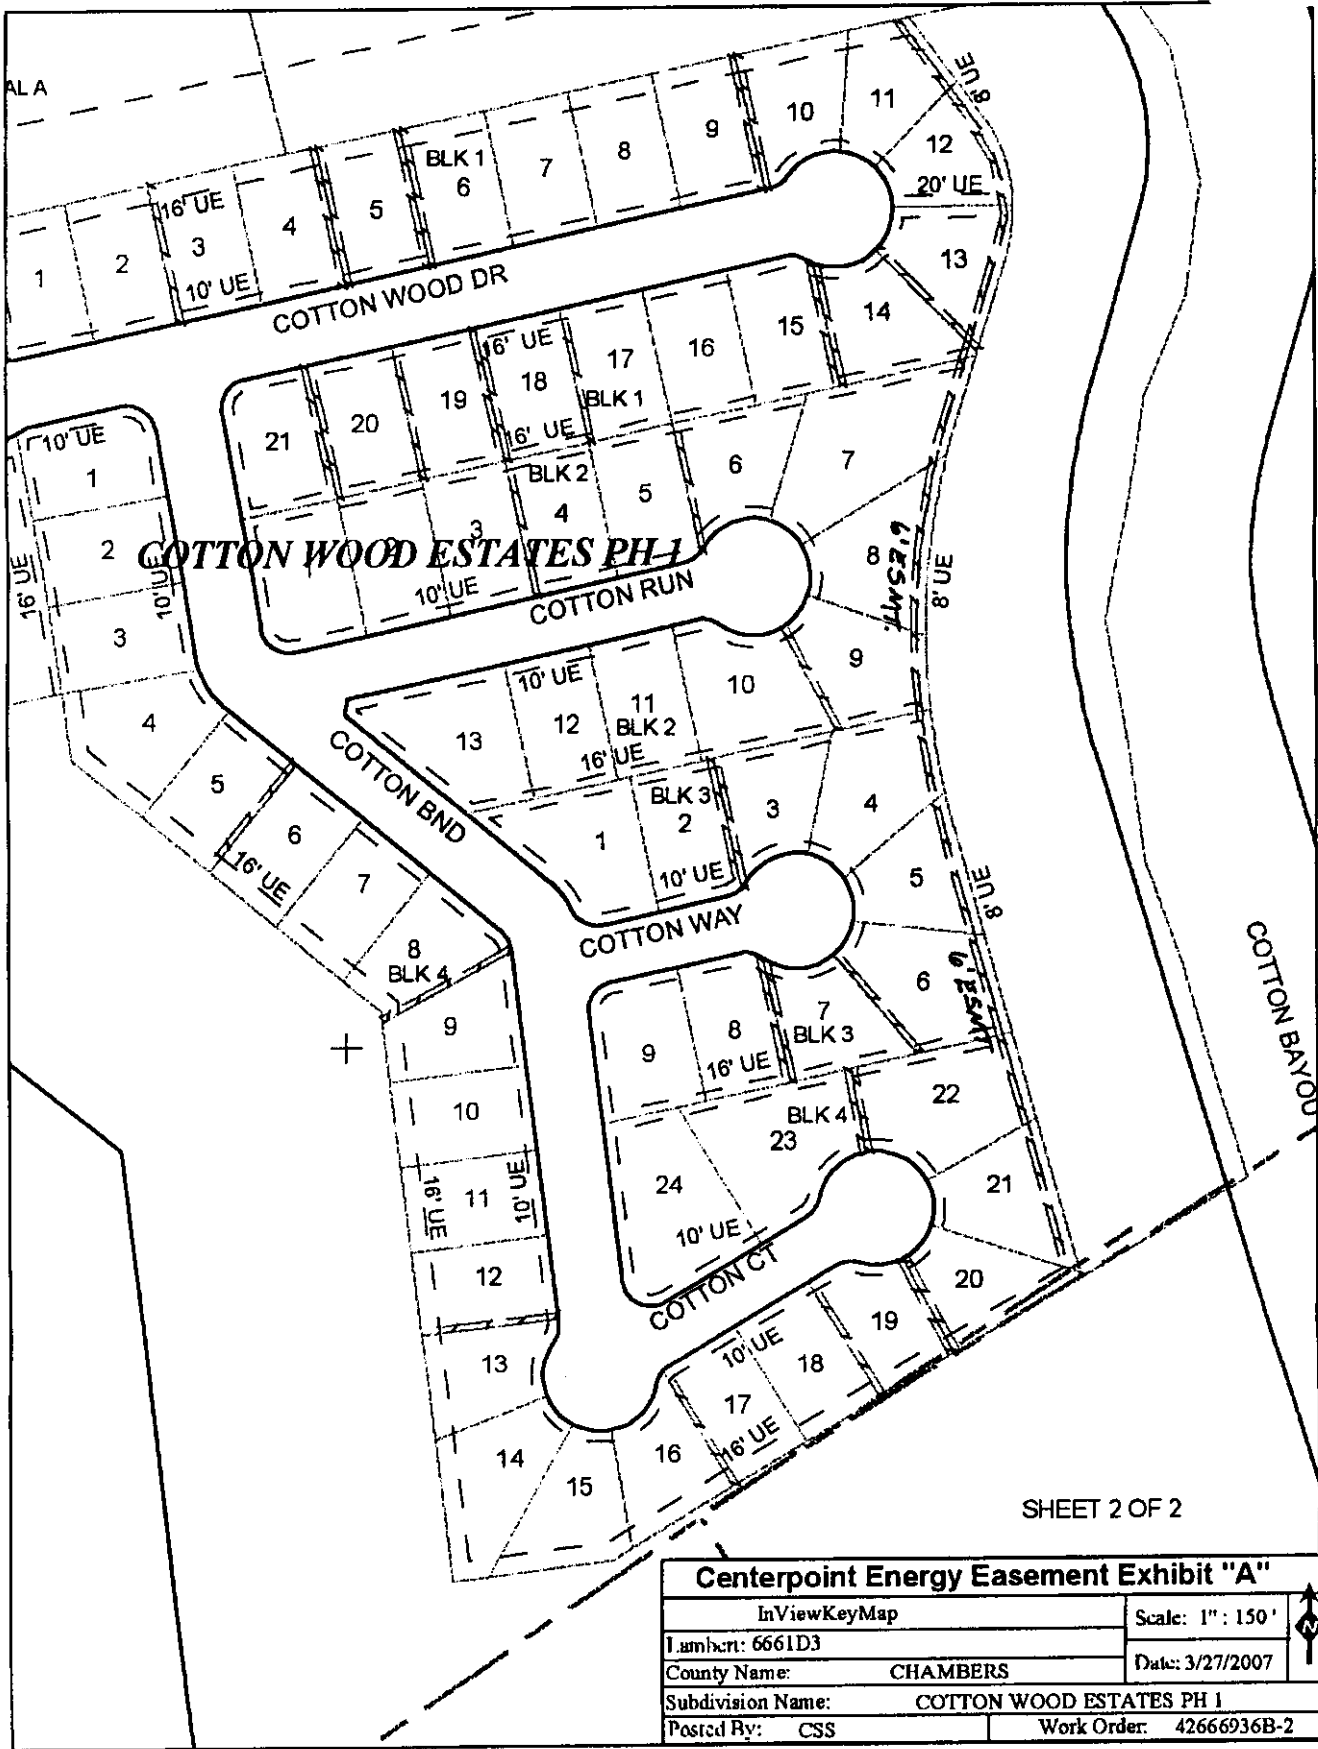 AL A
1
2
3
16' UE
10' UE
4
5
BLK 1
6
7
8
9
10
11
8' UE
12
20' UE
13
14
COTTON WOOD DR
15
16
17
BLK 1
16' UE
18
16' UE
19
20
21
10' UE
1
2
3
16' UE
10' UE
4
5
6
16' UE
7
8
BLK 4
COTTON WOOD ESTATES PH 1
3
BLK 2
4
5
6
7
8
6' ESMT.
8' UE
9
10' UE
COTTON RUN
10' UE
10
11
BLK 2
12
16' UE
13
COTTON BND
1
BLK 3
2
10' UE
3
4
5
8' UE
6
6' ESMT
COTTON WAY
7
BLK 3
8
16' UE
9
COTTON BAYOU
9
10
11
16' UE
10' UE
12
13
14
15
16
BLK 4
22
23
24
10' UE
21
20
19
COTTON CT
10' UE
18
17
16' UE
SHEET 2 OF 2
Centerpoint Energy Easement Exhibit "A"
InViewKeyMap
Scale: 1" : 150 '
N
Lambert: 6661D3
County Name: CHAMBERS
Date: 3/27/2007
Subdivision Name: COTTON WOOD ESTATES PH 1
Posted By: CSS
Work Order: 42666936B-2